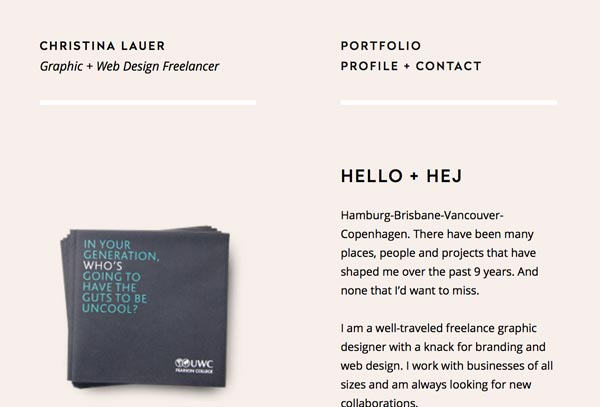 CHRISTINA LAUER
Graphic + Web Design Freelancer
PORTFOLIO
PROFILE + CONTACT
IN YOUR
GENERATION,
WHO'S
GOING TO
HAVE THE
GUTS TO BE
UNCOOL?
UWC
PEARSON COLLEGE
HELLO + HEJ
Hamburg-Brisbane-Vancouver-
Copenhagen. There have been many
places, people and projects that have
shaped me over the past 9 years. And
none that I'd want to miss.
I am a well-traveled freelance graphic
designer with a knack for branding and
web design. I work with businesses of all
sizes and am always looking for new
collaborations.